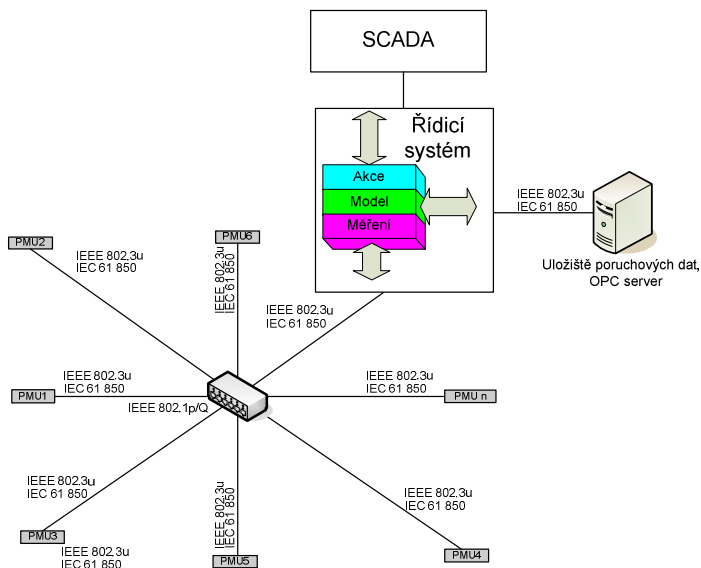 SCADA
Řídicí
systém
Akce
Model
Měření
IEEE 802.3u
IEC 61 850
Uložiště poruchových dat,
OPC server
PMU2
IEEE 802.3u
IEC 61 850
PMU6
IEEE 802.3u
IEC 61 850
IEEE 802.3u
IEC 61 850
PMU1
IEEE 802.3u
IEC 61 850
IEEE 802.1p/Q
IEEE 802.3u
IEC 61 850
PMU n
IEEE 802.3u
IEC 61 850
PMU3
IEEE 802.3u
IEC 61 850
IEEE 802.3u
IEC 61 850
PMU5
IEEE 802.3u
IEC 61 850
PMU4